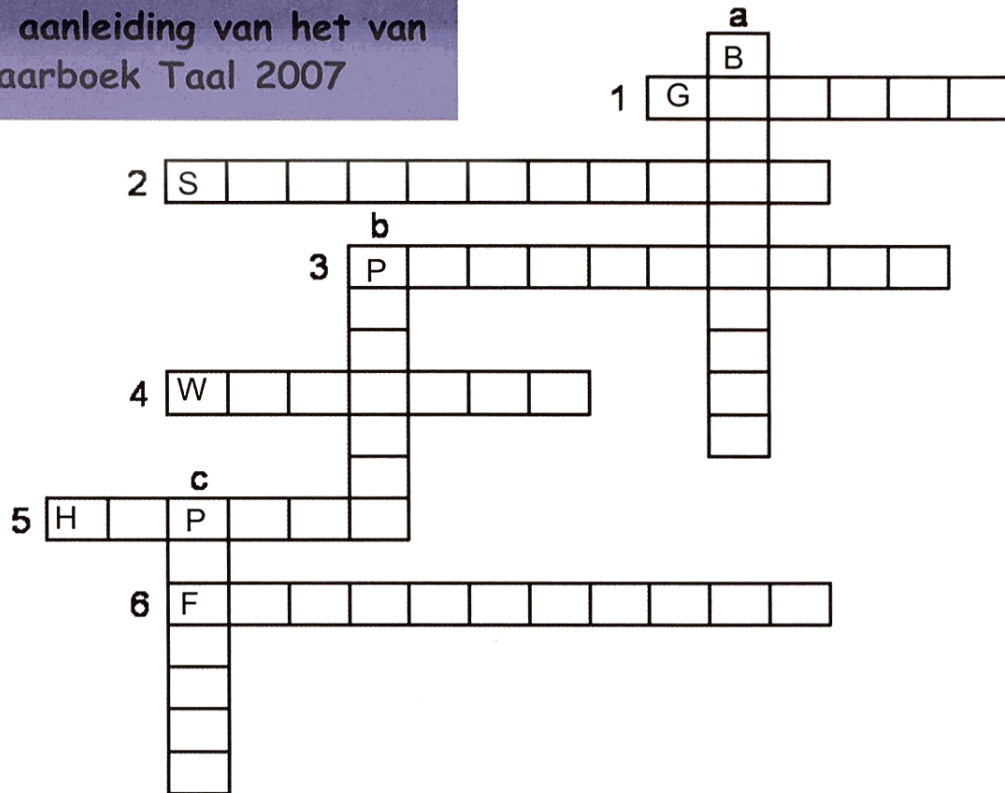 aanleiding van het van
aarboek Taal 2007
a
B
1 G
2 S
b
3 P
4 W
c
5 H P
6 F